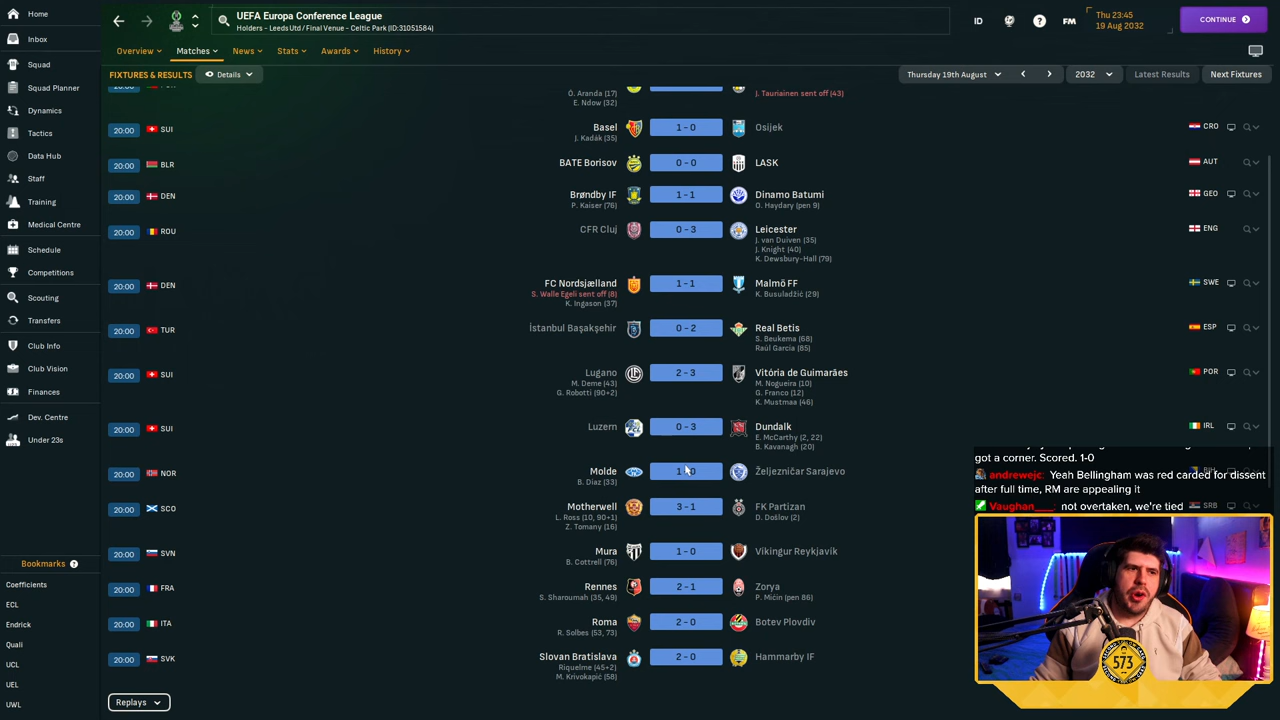 UEFA Europa Conference League
Holders - Leeds Utd / Final Venue - Celtic Park (ID:31051584)
ID
FM
Thu 23:45
19 Aug 2032
CONTINUE
Home
Inbox
Squad
Squad Planner
Dynamics
Tactics
Data Hub
Staff
Training
Medical Centre
Schedule
Competitions
Scouting
Transfers
Club Info
Club Vision
Finances
Dev. Centre
Under 23s
Bookmarks
Coefficients
ECL
Endrick
Quali
UCL
UEL
UWL
Overview
Matches
News
Stats
Awards
History
FIXTURES & RESULTS
Details
Thursday 19th August
2032
Latest Results
Next Fixtures
Ö. Aranda (17)
E. Ndow (32)
J. Tauriainen sent off (43)
20:00 SUI Basel 1 - 0 Osijek CRO
J. Kadák (35)
20:00 BLR BATE Borisov 0 - 0 LASK AUT
20:00 DEN Brøndby IF 1 - 1 Dinamo Batumi GEO
P. Kaiser (76)
O. Haydary (pen 9)
20:00 ROU CFR Cluj 0 - 3 Leicester ENG
J. van Duiven (35)
J. Knight (40)
K. Dewsbury-Hall (79)
20:00 DEN FC Nordsjælland 1 - 1 Malmö FF SWE
S. Walle Egeli sent off (8)
K. Ingason (37)
K. Busuladžić (29)
20:00 TUR İstanbul Başakşehir 0 - 2 Real Betis ESP
S. Beukema (68)
Raúl García (85)
20:00 SUI Lugano 2 - 3 Vitória de Guimarães POR
M. Deme (43)
G. Robotti (90+2)
M. Nogueira (10)
G. Franco (12)
K. Mustmaa (46)
20:00 SUI Luzern 0 - 3 Dundalk IRL
E. McCarthy (2, 22)
B. Kavanagh (20)
20:00 NOR Molde 1 - 0 Željezničar Sarajevo
B. Diaz (33)
20:00 SCO Motherwell 3 - 1 FK Partizan SRB
L. Ross (10, 90+1)
Z. Tomany (16)
D. Došlov (2)
20:00 SVN Mura 1 - 0 Víkingur Reykjavík
B. Cottrell (76)
20:00 FRA Rennes 2 - 1 Zorya
S. Sharoumah (35, 49)
P. Mićin (pen 86)
20:00 ITA Roma 2 - 0 Botev Plovdiv
R. Solbes (53, 73)
20:00 SVK Slovan Bratislava 2 - 0 Hammarby IF
Riquelme (45+2)
M. Krivokapić (58)
Replays
got a corner. Scored. 1-0
andrewejc: Yeah Bellingham was red carded for dissent
after full time, RM are appealing it
Vaughan___: not overtaken, we're tied
573